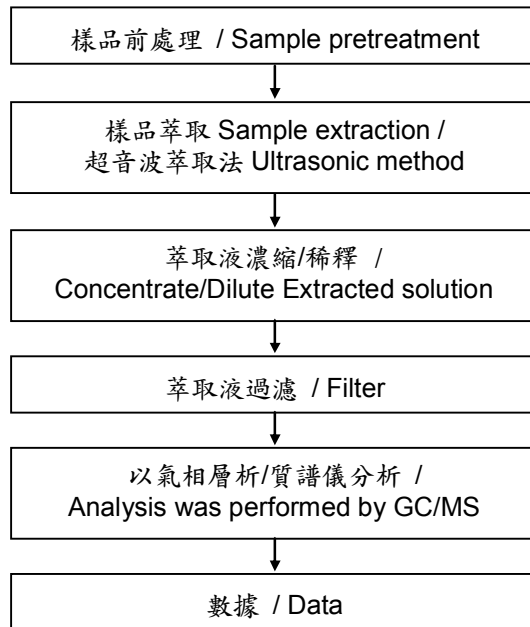 樣品前處理 / Sample pretreatment
樣品萃取 Sample extraction /
超音波萃取法 Ultrasonic method
萃取液濃縮/稀釋 /
Concentrate/Dilute Extracted solution
萃取液過濾 / Filter
以氣相層析/質譜儀分析 /
Analysis was performed by GC/MS
數據 / Data